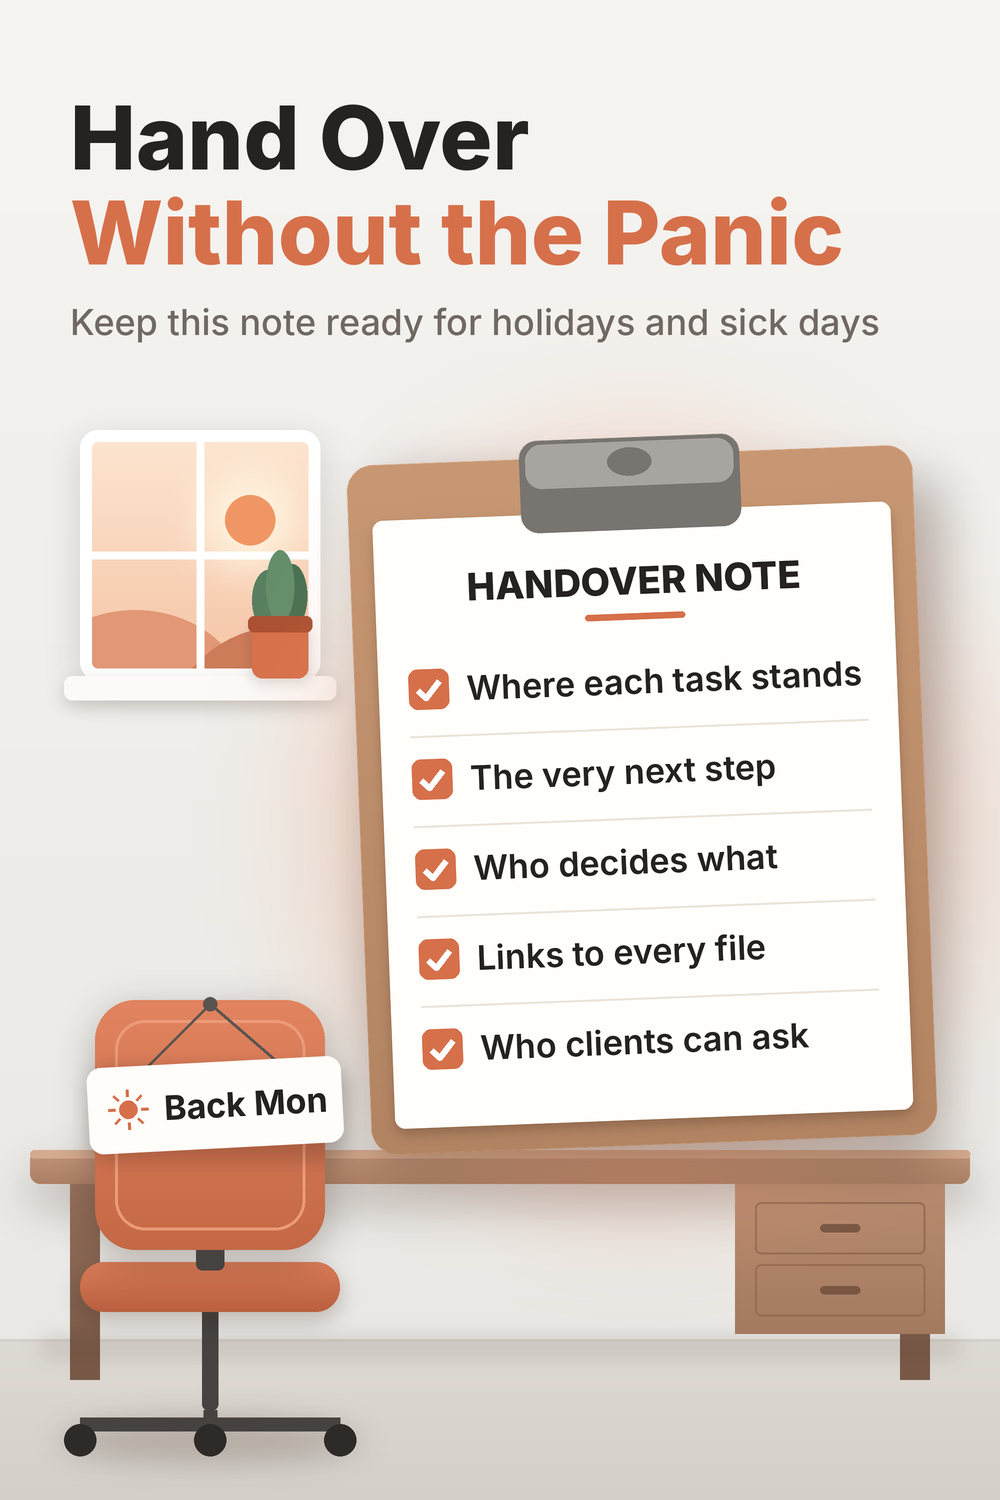 Hand Over
Without the Panic
Keep this note ready for holidays and sick days
HANDOVER NOTE
Where each task stands
The very next step
Who decides what
Links to every file
Who clients can ask
Back Mon